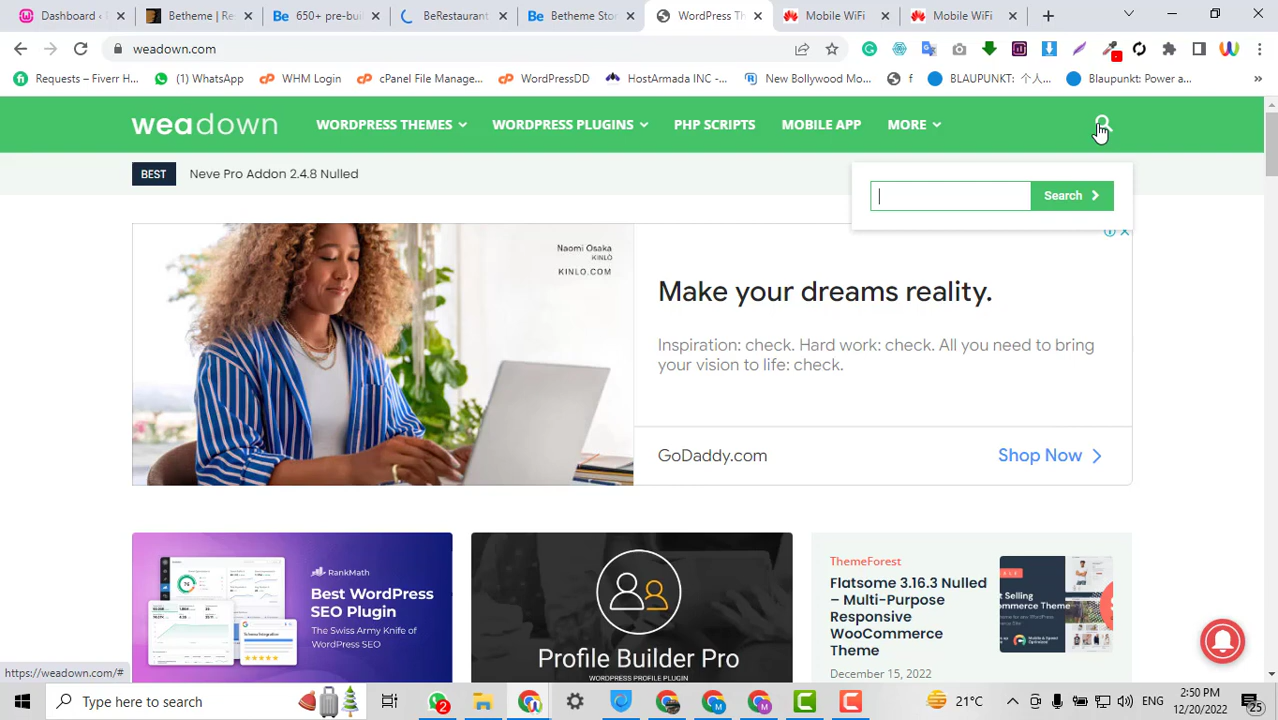 Dashboard
Betheme - Re
650+ pre-buil
BeRestaurant
Betheme Sto
WordPress Th
Mobile WiFi
Mobile WiFi
weadown.com
Requests – Fiverr H...
(1) WhatsApp
WHM Login
cPanel File Manage...
WordPressDD
HostArmada INC -...
New Bollywood Mo...
f
BLAUPUNKT: 个人...
Blaupunkt: Power a...
»
weadown
WORDPRESS THEMES
WORDPRESS PLUGINS
PHP SCRIPTS
MOBILE APP
MORE
BEST
Neve Pro Addon 2.4.8 Nulled
Search
Naomi Osaka
KINLÒ
KINLO.COM
Make your dreams reality.
Inspiration: check. Hard work: check. All you need to bring
your vision to life: check.
GoDaddy.com
Shop Now
RankMath
Best WordPress
SEO Plugin
The Swiss Army Knife of
WordPress SEO
Profile Builder Pro
WORDPRESS PROFILE PLUGIN
ThemeForest
Flatsome 3.16.3 Nulled
– Multi-Purpose
Responsive
WooCommerce
Theme
December 15, 2022
https://weadown.com/#
Type here to search
2
21°C
ENG
2:50 PM
12/20/2022
25